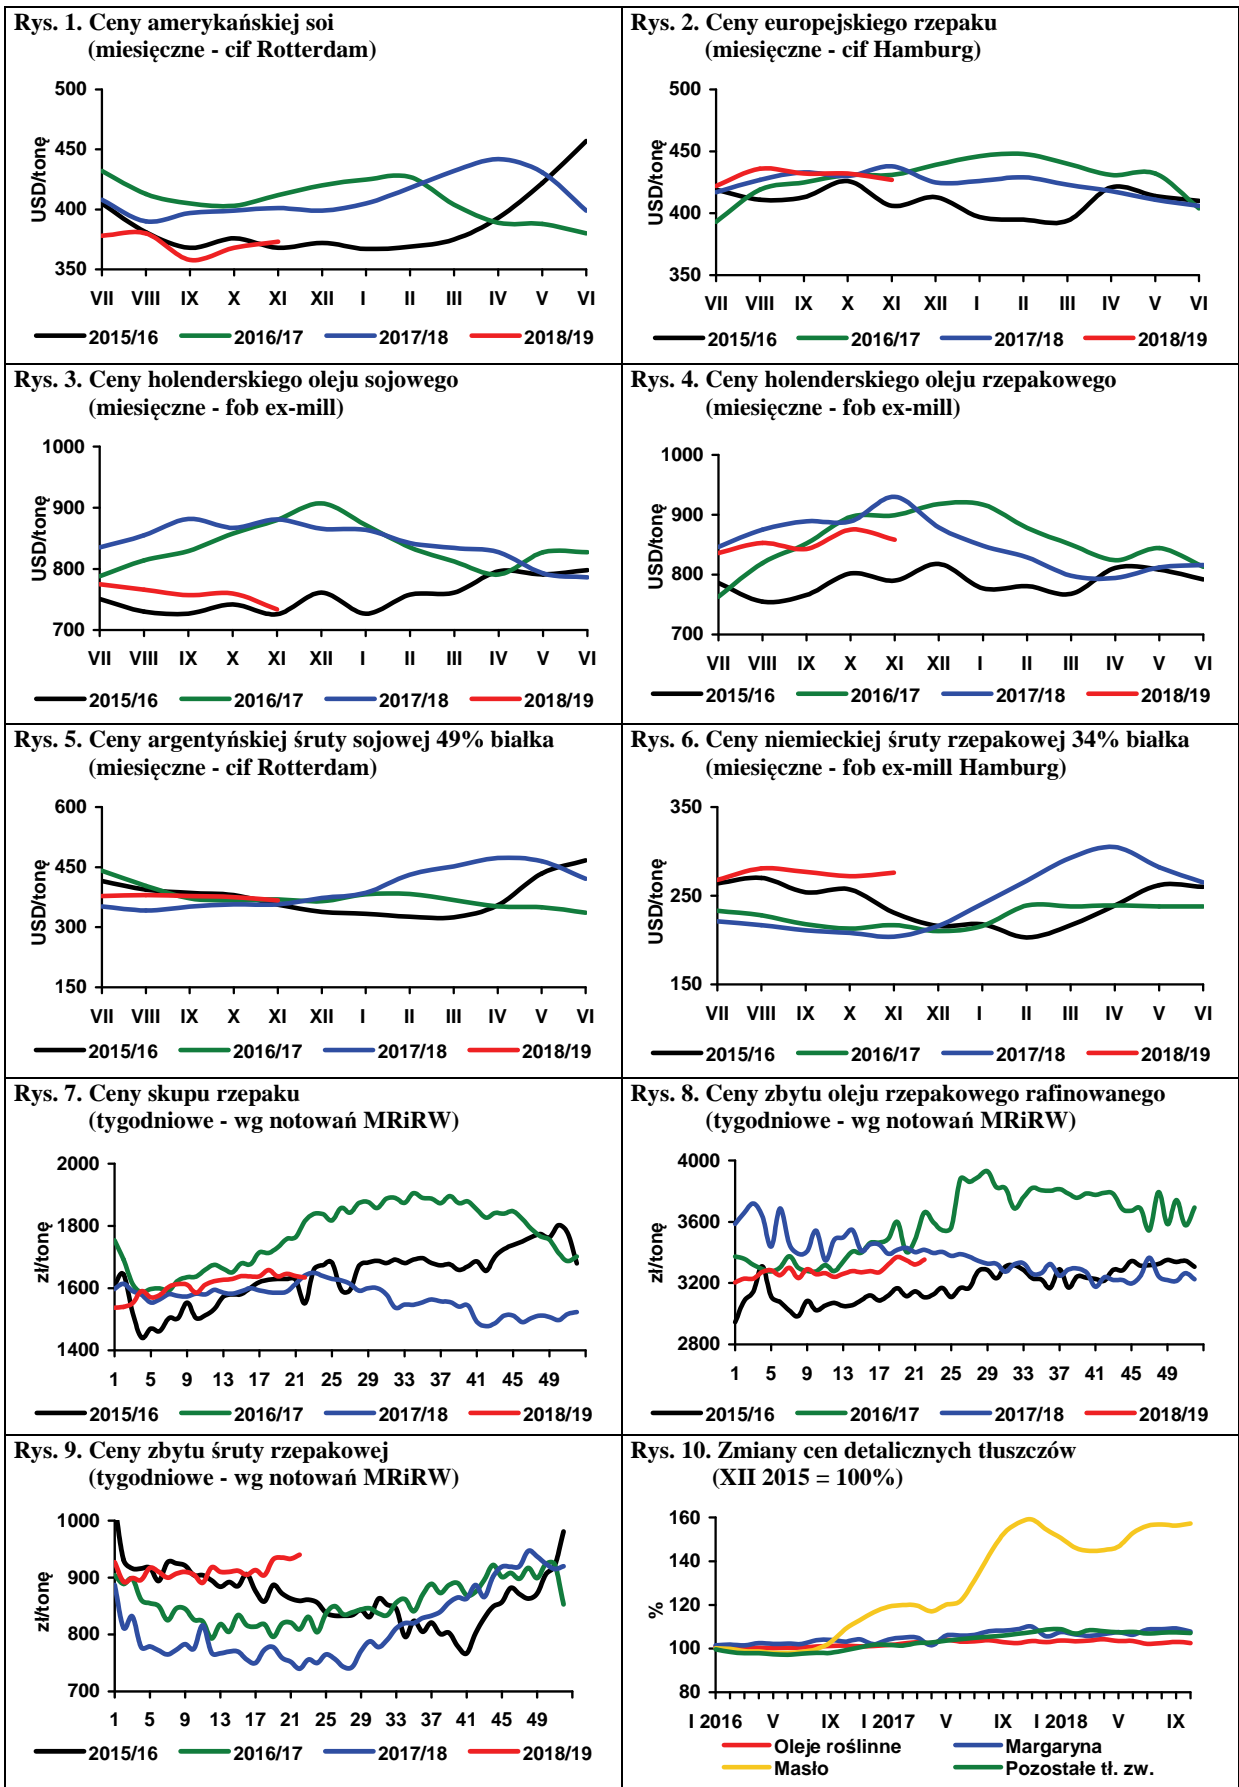 Rys. 1. Ceny amerykańskiej soi
(miesięczne - cif Rotterdam)
500
450
400
350
USD/tonę
VII VIII IX X XI XII I II III IV V VI
2015/16 2016/17 2017/18 2018/19
Rys. 2. Ceny europejskiego rzepaku
(miesięczne - cif Hamburg)
500
450
400
350
USD/tonę
VII VIII IX X XI XII I II III IV V VI
2015/16 2016/17 2017/18 2018/19
Rys. 3. Ceny holenderskiego oleju sojowego
(miesięczne - fob ex-mill)
1000
900
800
700
USD/tonę
VII VIII IX X XI XII I II III IV V VI
2015/16 2016/17 2017/18 2018/19
Rys. 4. Ceny holenderskiego oleju rzepakowego
(miesięczne - fob ex-mill)
1000
900
800
700
USD/tonę
VII VIII IX X XI XII I II III IV V VI
2015/16 2016/17 2017/18 2018/19
Rys. 5. Ceny argentyńskiej śruty sojowej 49% białka
(miesięczne - cif Rotterdam)
600
450
300
150
USD/tonę
VII VIII IX X XI XII I II III IV V VI
2015/16 2016/17 2017/18 2018/19
Rys. 6. Ceny niemieckiej śruty rzepakowej 34% białka
(miesięczne - fob ex-mill Hamburg)
350
250
150
USD/tonę
VII VIII IX X XI XII I II III IV V VI
2015/16 2016/17 2017/18 2018/19
Rys. 7. Ceny skupu rzepaku
(tygodniowe - wg notowań MRiRW)
2000
1800
1600
1400
zł/tonę
1 5 9 13 17 21 25 29 33 37 41 45 49
2015/16 2016/17 2017/18 2018/19
Rys. 8. Ceny zbytu oleju rzepakowego rafinowanego
(tygodniowe - wg notowań MRiRW)
4000
3600
3200
2800
zł/tonę
1 5 9 13 17 21 25 29 33 37 41 45 49
2015/16 2016/17 2017/18 2018/19
Rys. 9. Ceny zbytu śruty rzepakowej
(tygodniowe - wg notowań MRiRW)
1000
900
800
700
zł/tonę
1 5 9 13 17 21 25 29 33 37 41 45 49
2015/16 2016/17 2017/18 2018/19
Rys. 10. Zmiany cen detalicznych tłuszczów
(XII 2015 = 100%)
160
140
120
100
80
%
I 2016 V IX I 2017 V IX I 2018 V IX
Oleje roślinne Margaryna
Masło Pozostałe tł. zw.